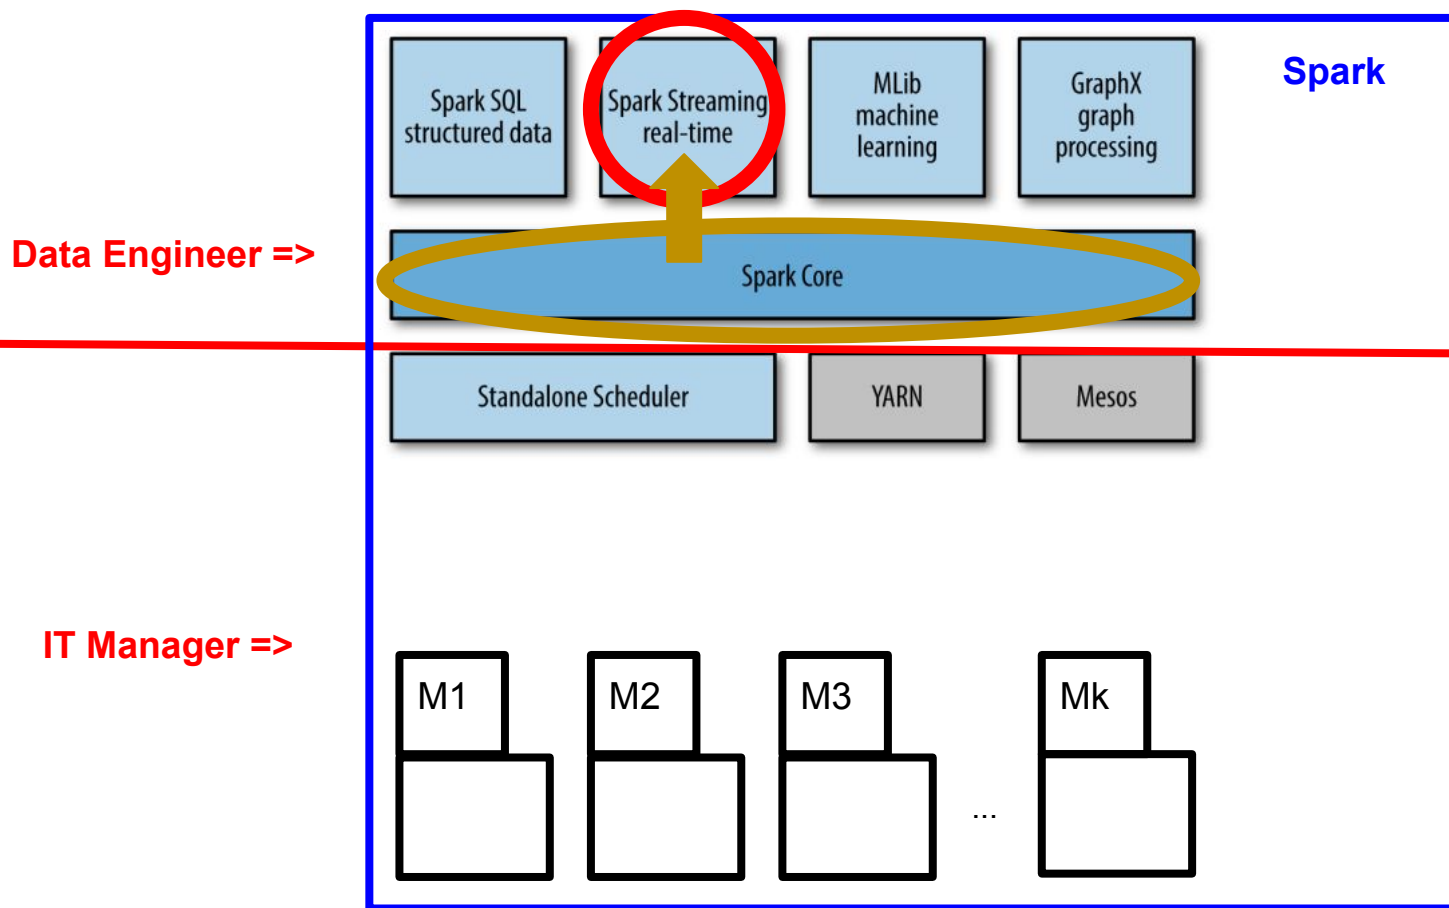 Spark SQL
structured data
Spark Streaming
real-time
MLib
machine
learning
GraphX
graph
processing
Spark
Data Engineer =>
Spark Core
Standalone Scheduler
YARN
Mesos
IT Manager =>
M1
M2
M3
Mk
...